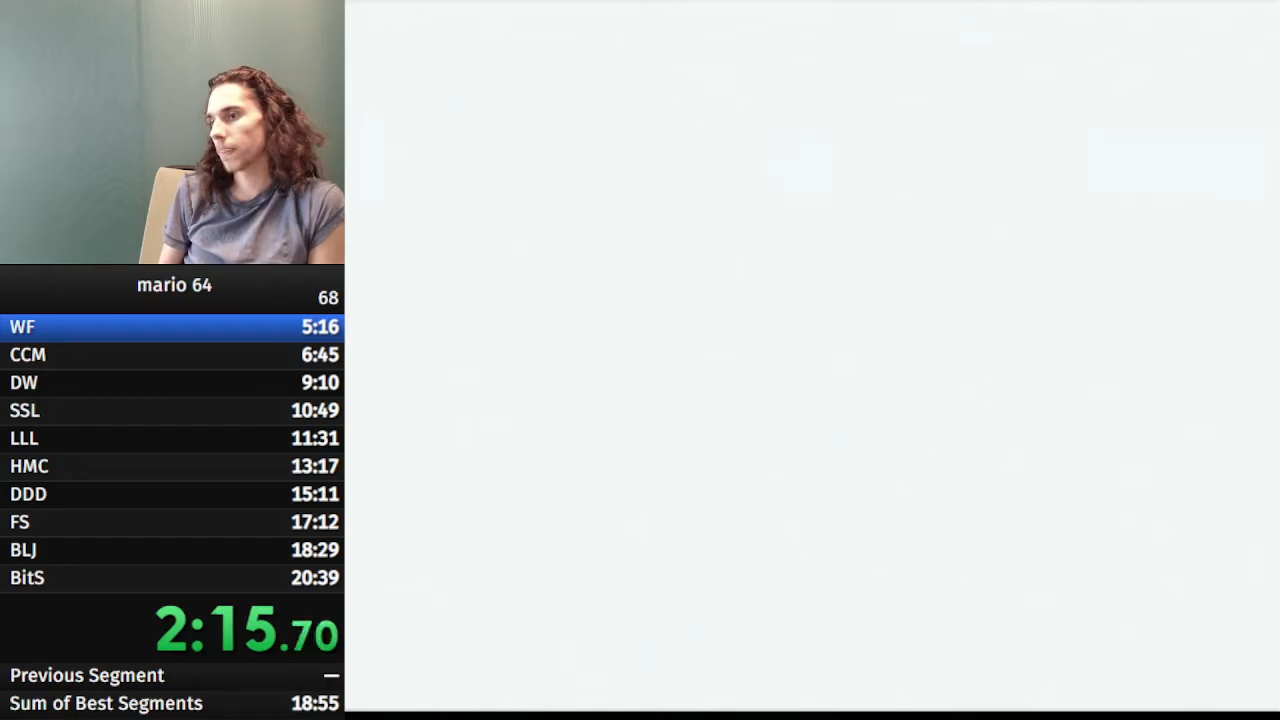 mario 64
68
WF 5:16
CCM 6:45
DW 9:10
SSL 10:49
LLL 11:31
HMC 13:17
DDD 15:11
FS 17:12
BLJ 18:29
BitS 20:39
2:15.70
Previous Segment —
Sum of Best Segments 18:55